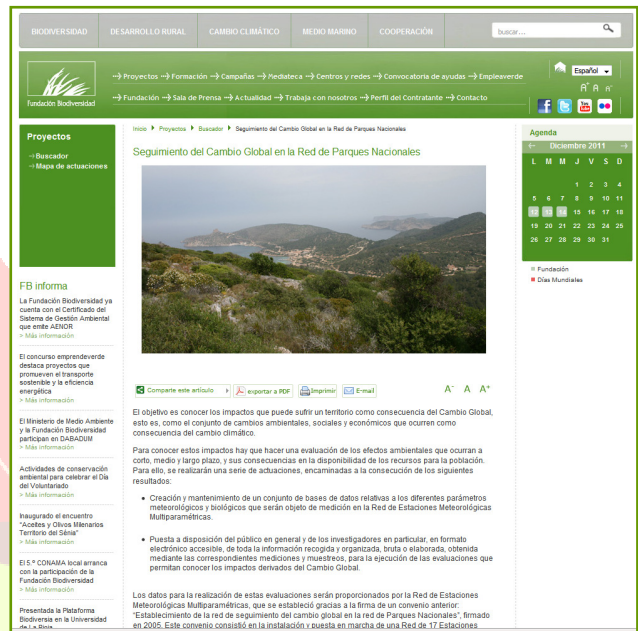 BIODIVERSIDAD DESARROLLO RURAL CAMBIO CLIMÁTICO MEDIO MARINO COOPERACIÓN buscar...
Español
Proyectos Formación Campañas Mediateca Centros y redes Convocatoria de ayudas Empleaverde
Fundación Sala de Prensa Actualidad Trabaja con nosotros Perfil del Contratante Contacto
Fundación Biodiversidad
A+ A A-
Proyectos
Buscador
Mapa de actuaciones
FB informa
La Fundación Biodiversidad ya
cuenta con el Certificado del
Sistema de Gestión Ambiental
que emite AENOR
> Más información
El concurso emprendeverde
destaca proyectos que
promueven el transporte
sostenible y la eficiencia
energética
> Más información
El Ministerio de Medio Ambiente
y la Fundación Biodiversidad
participan en DABADUM
> Más información
Actividades de conservación
ambiental para celebrar el Día
del Voluntariado
> Más información
Inaugurado el encuentro
"Aceites y Olivos Milenarios
Territorio del Sénia"
> Más información
El 5.º CONAMA local arranca
con la participación de la
Fundación Biodiversidad
> Más información
Presentada la Plataforma
Biodiversia en la Universidad
de La Rioja
Inicio Proyectos Buscador Seguimiento del Cambio Global en la Red de Parques Nacionales
Seguimiento del Cambio Global en la Red de Parques Nacionales
Comparte este artículo exportar a PDF Imprimir E-mail A- A A+
El objetivo es conocer los impactos que puede sufrir un territorio como consecuencia del Cambio Global,
esto es, como el conjunto de cambios ambientales, sociales y económicos que ocurren como
consecuencia del cambio climático.
Para conocer estos impactos hay que hacer una evaluación de los efectos ambientales que ocurran a
corto, medio y largo plazo, y sus consecuencias en la disponibilidad de los recursos para la población.
Para ello, se realizarán una serie de actuaciones, encaminadas a la consecución de los siguientes
resultados:
• Creación y mantenimiento de un conjunto de bases de datos relativas a los diferentes parámetros
meteorológicos y biológicos que serán objeto de medición en la Red de Estaciones Meteorológicas
Multiparamétricas.
• Puesta a disposición del público en general y de los investigadores en particular, en formato
electrónico accesible, de toda la información recogida y organizada, bruta o elaborada, obtenida
mediante las correspondientes mediciones y muestreos, para la ejecución de las evaluaciones que
permitan conocer los impactos derivados del Cambio Global.
Los datos para la realización de estas evaluaciones serán proporcionados por la Red de Estaciones
Meteorológicas Multiparamétricas, que se estableció gracias a la firma de un convenio anterior:
"Establecimiento de la red de seguimiento del cambio global en la red de Parques Nacionales", firmado
en 2005. Este convenio consistió en la instalación y puesta en marcha de una Red de 17 Estaciones
Agenda
Diciembre 2011
L M M J V S D
1 2 3 4
5 6 7 8 9 10 11
12 13 14 15 16 17 18
19 20 21 22 23 24 25
26 27 28 29 30 31
Fundación
Días Mundiales